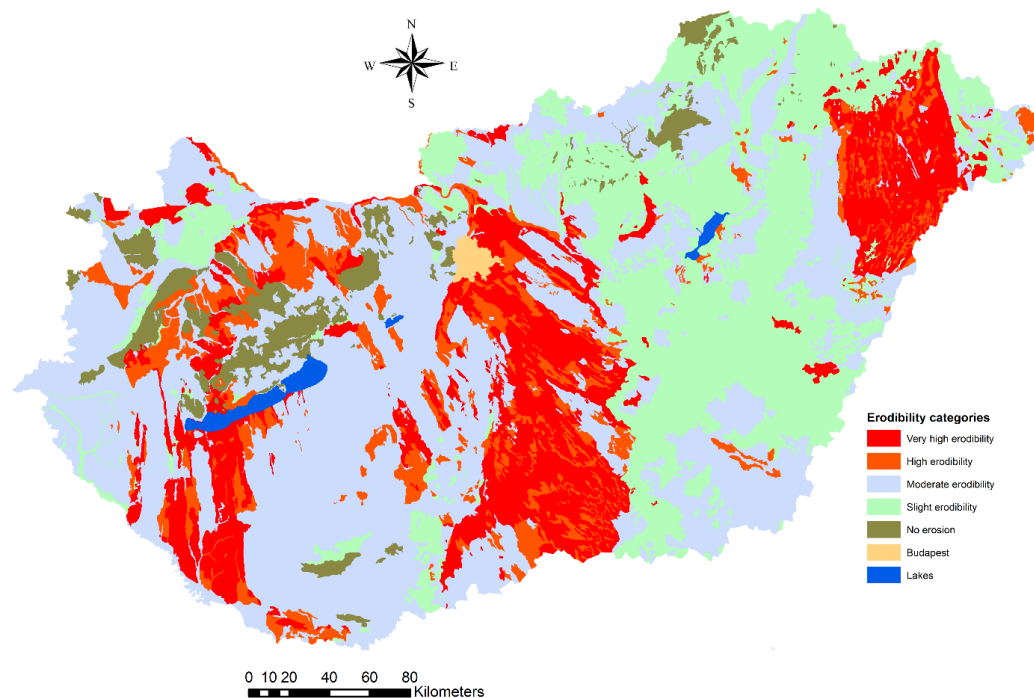 N
W E
S
Erodibility categories
Very high erodibility
High erodibility
Moderate erodibility
Slight erodibility
No erosion
Budapest
Lakes
0 10 20 40 60 80
Kilometers